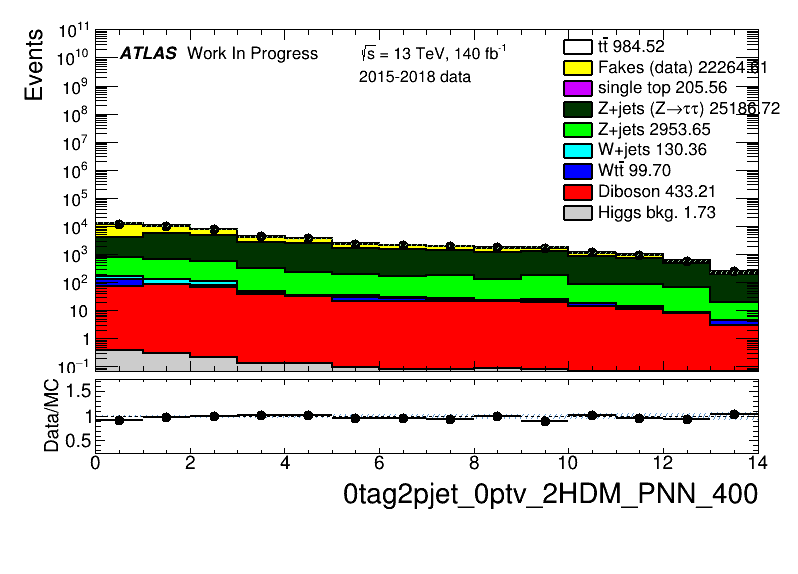 Events
10¹¹
10¹⁰
10⁹
10⁸
10⁷
10⁶
10⁵
10⁴
10³
10²
10
1
10⁻¹
ATLAS Work In Progress
√s = 13 TeV, 140 fb⁻¹
2015-2018 data
tt̄ 984.52
Fakes (data) 22264.61
single top 205.56
Z+jets (Z→ττ) 25186.72
Z+jets 2953.65
W+jets 130.36
Wtt̄ 99.70
Diboson 433.21
Higgs bkg. 1.73
Data/MC
1.5
1
0.5
0 2 4 6 8 10 12 14
0tag2pjet_0ptv_2HDM_PNN_400